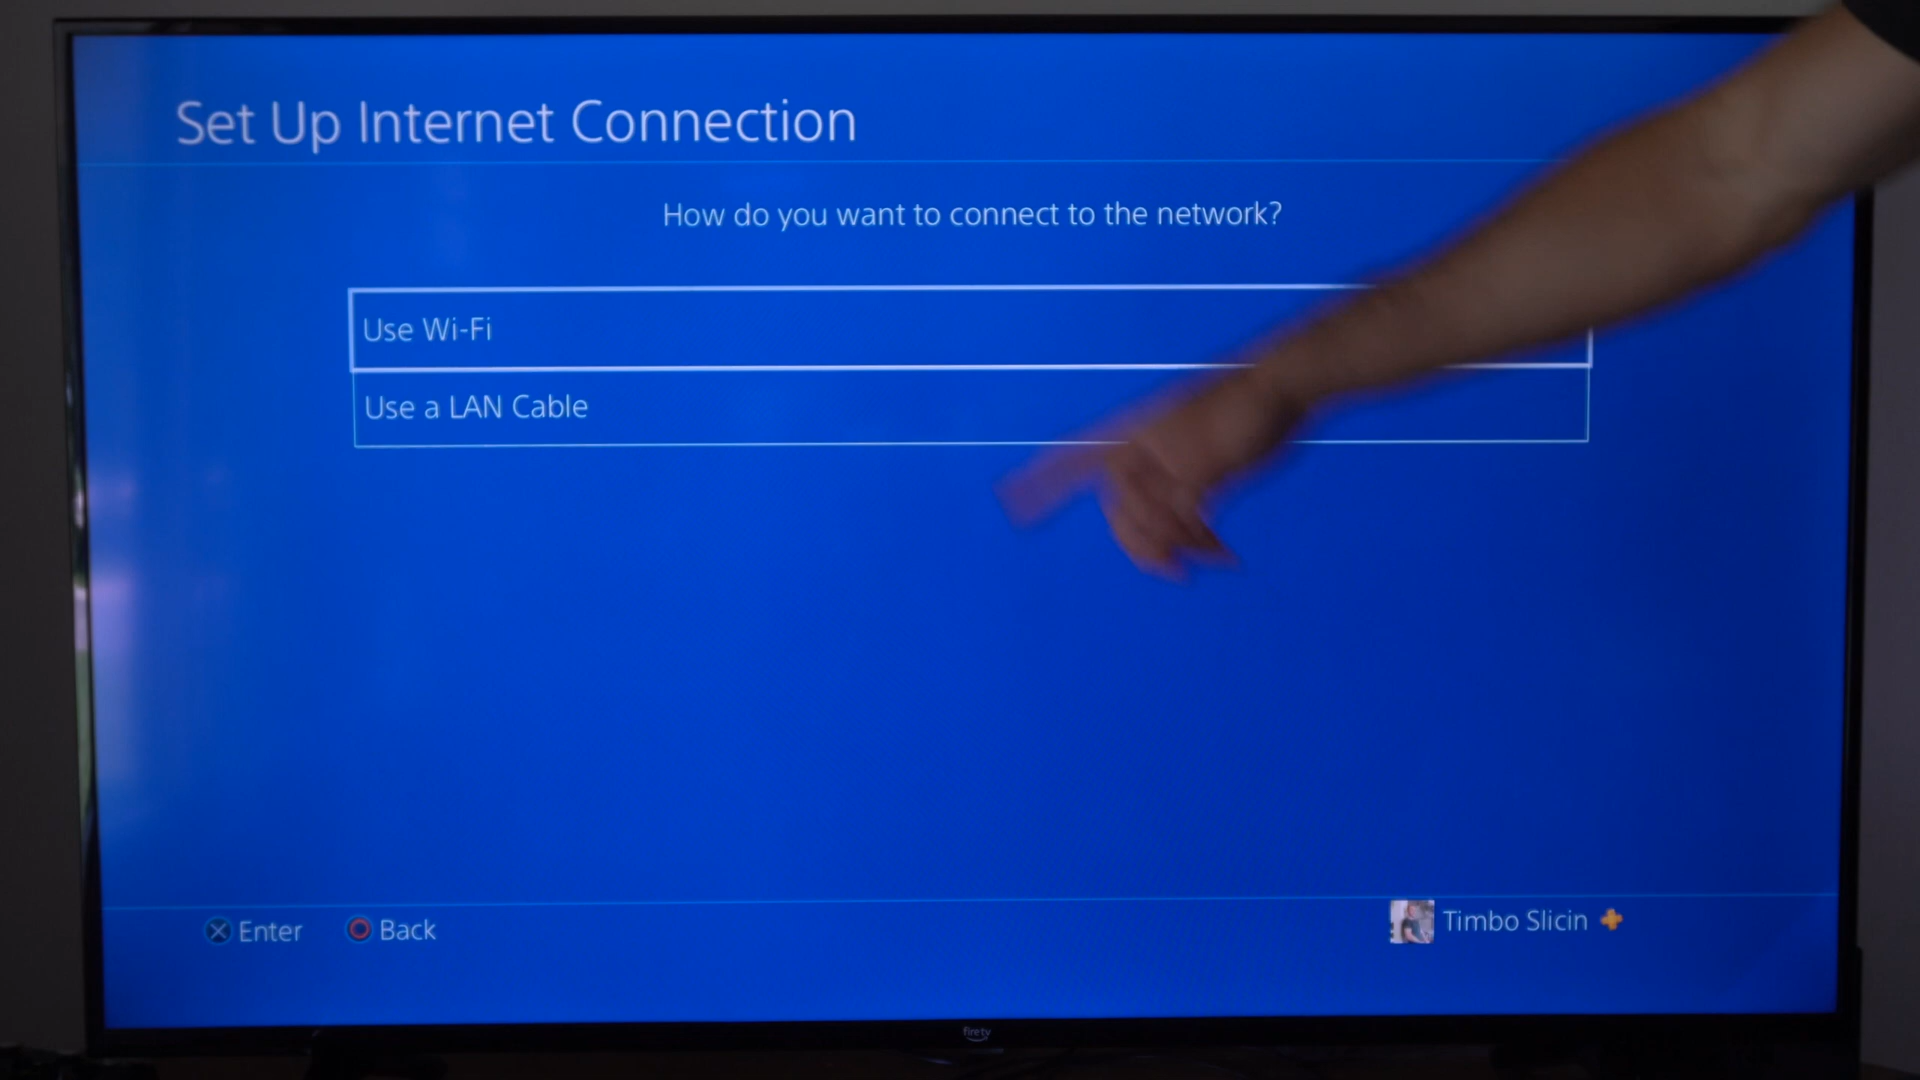 Set Up Internet Connection
How do you want to connect to the network?
Use Wi-Fi
Use a LAN Cable
Enter
Back
Timbo Slicin
firetv